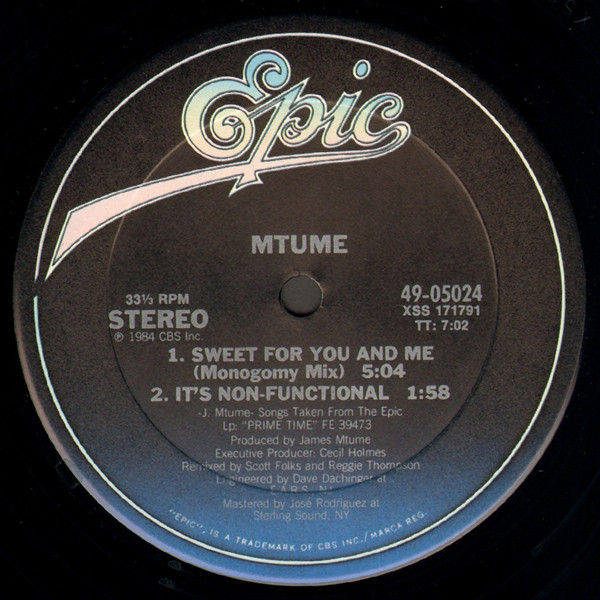 Epic
MTUME
33⅓ RPM
STEREO
℗ 1984 CBS Inc.
49-05024
XSS 171791
TT: 7:02
1. SWEET FOR YOU AND ME
(Monogomy Mix) 5:04
2. IT'S NON-FUNCTIONAL 1:58
-J. Mtume- Songs Taken From The Epic
Lp: "PRIME TIME" FE 39473
Produced by James Mtume
Executive Producer: Cecil Holmes
Remixed by Scott Folks and Reggie Thompson
Engineered by Dave Dachinger at
EARS, N
Mastered by José Rodriguez at
Sterling Sound, NY
"EPIC", IS A TRADEMARK OF CBS INC./MARCA REG.